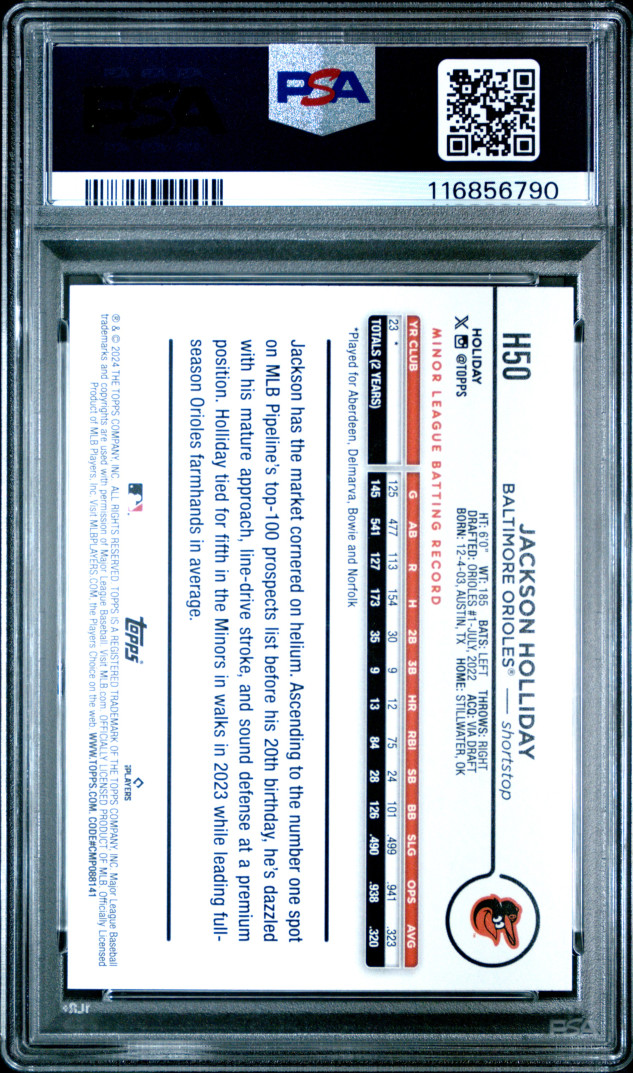 PSA
116856790
H50
JACKSON HOLLIDAY
BALTIMORE ORIOLES® — shortstop
HOLIDAY
@TOPPS
HT: 6'0" WT: 185 BATS: LEFT THROWS: RIGHT
DRAFTED: ORIOLES #1-JULY, 2022 ACQ: VIA DRAFT
BORN: 12-4-03, AUSTIN, TX HOME: STILLWATER, OK
MINOR LEAGUE BATTING RECORD
YR CLUB G AB R H 2B 3B HR RBI SB BB SLG OPS AVG
23 * 125 477 113 154 30 9 12 75 24 101 .499 .941 .323
TOTALS (2 YEARS) 145 541 127 173 35 9 13 84 28 126 .490 .938 .320
*Played for Aberdeen, Delmarva, Bowie and Norfolk
Jackson has the market cornered on helium. Ascending to the number one spot
on MLB Pipeline's top-100 prospects list before his 20th birthday, he's dazzled
with his mature approach, line-drive stroke, and sound defense at a premium
position. Holliday tied for fifth in the Minors in walks in 2023 while leading full-
season Orioles farmhands in average.
topps
PLAYERS
® & © 2024 THE TOPPS COMPANY, INC. ALL RIGHTS RESERVED. TOPPS IS A REGISTERED TRADEMARK OF THE TOPPS COMPANY, INC. Major League Baseball
trademarks and copyrights are used with permission of Major League Baseball. Visit MLB.com. OFFICIALLY LICENSED PRODUCT OF MLB. Officially Licensed
Product of MLB Players, Inc. Visit MLBPLAYERS.COM, the Players Choice on the web. WWW.TOPPS.COM. CODE#CMP088141
PSA